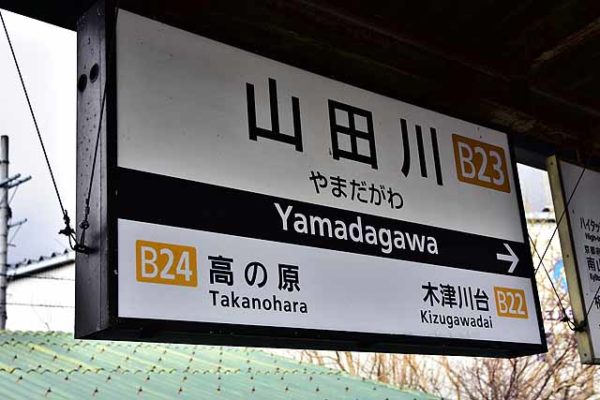 山田川 B23
やまだがわ
Yamadagawa
B24 高の原 木津川台 B22
Takanohara Kizugawadai